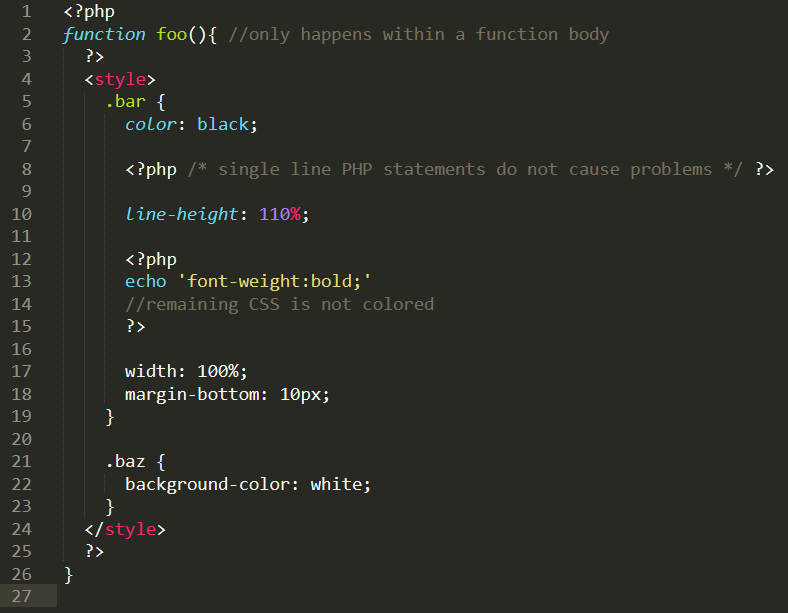 1 <?php
2 function foo(){ //only happens within a function body
3 ?>
4 <style>
5 .bar {
6 color: black;
7
8 <?php /* single line PHP statements do not cause problems */ ?>
9
10 line-height: 110%;
11
12 <?php
13 echo 'font-weight:bold;'
14 //remaining CSS is not colored
15 ?>
16
17 width: 100%;
18 margin-bottom: 10px;
19 }
20
21 .baz {
22 background-color: white;
23 }
24 </style>
25 ?>
26 }
27